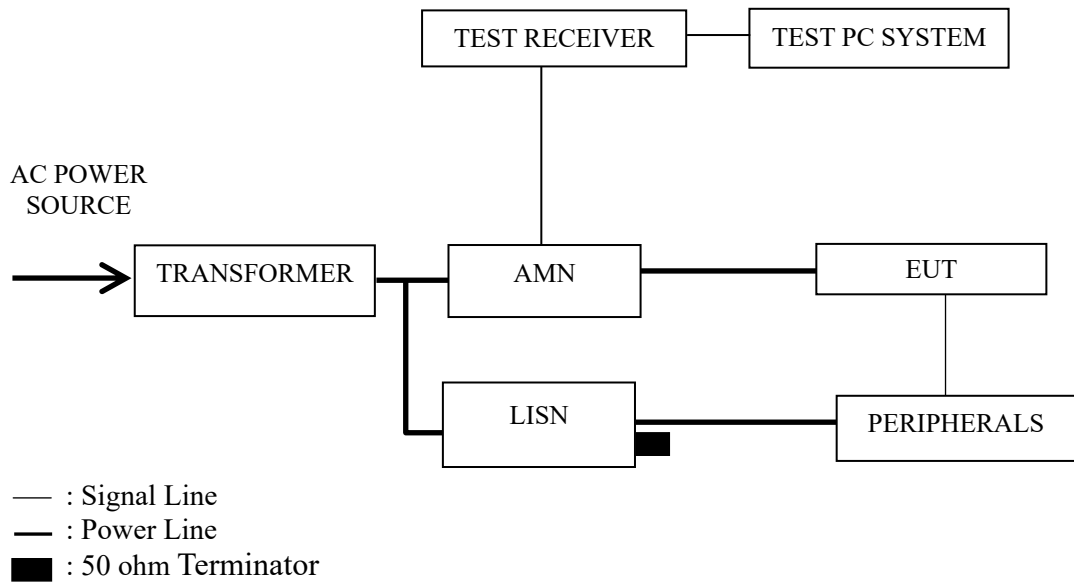 TEST RECEIVER
TEST PC SYSTEM
AC POWER
SOURCE
TRANSFORMER
AMN
EUT
LISN
PERIPHERALS
: Signal Line
: Power Line
: 50 ohm Terminator